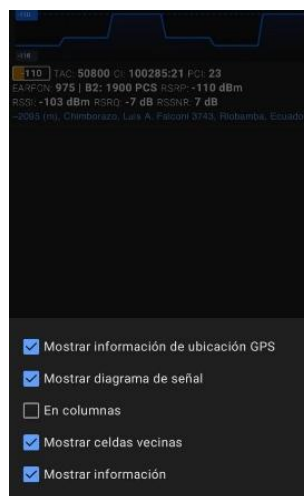 -110 TAC: 50800 CI: 100285:21 PCI: 23
EARFCN: 975 | B2: 1900 PCS RSRP: -110 dBm
RSSI: -103 dBm RSRQ: -7 dB RSSNR: 7 dB
~2085 (m), Chimborazo, Luis A. Falconi 3743, Riobamba, Ecuado
Mostrar información de ubicación GPS
Mostrar diagrama de señal
En columnas
Mostrar celdas vecinas
Mostrar información